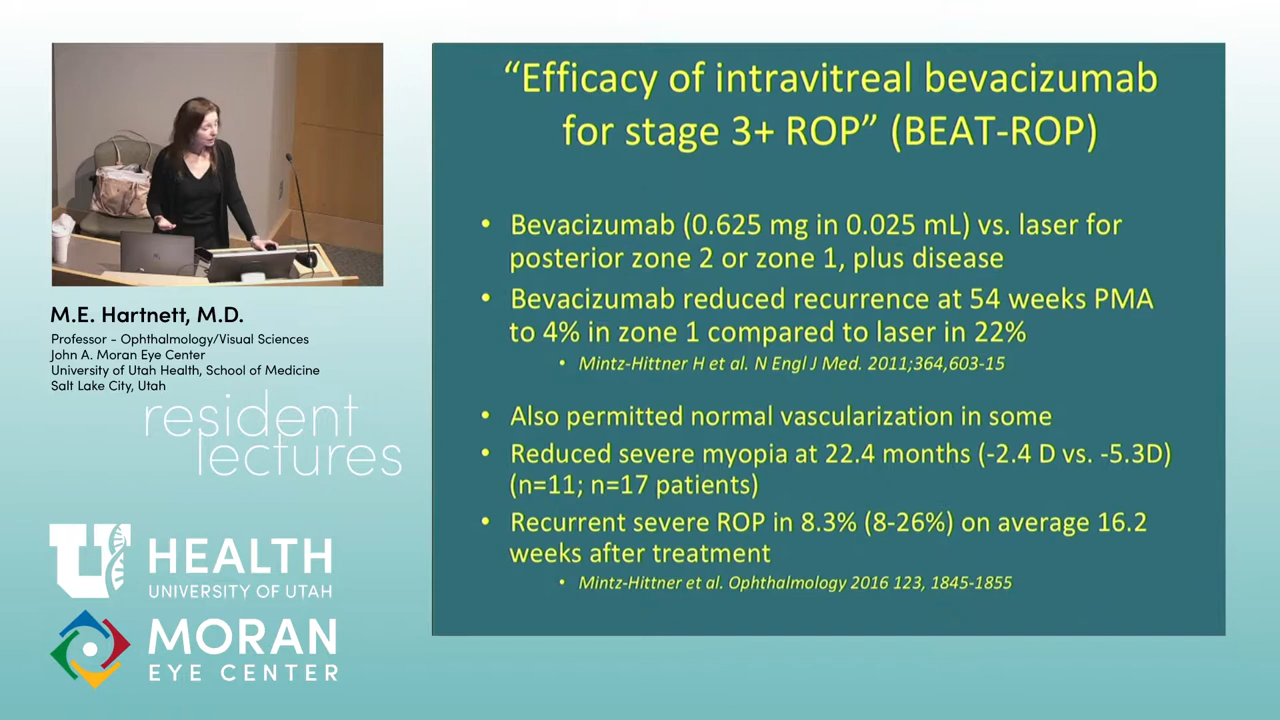 “Efficacy of intravitreal bevacizumab
for stage 3+ ROP” (BEAT-ROP)
• Bevacizumab (0.625 mg in 0.025 mL) vs. laser for
posterior zone 2 or zone 1, plus disease
• Bevacizumab reduced recurrence at 54 weeks PMA
to 4% in zone 1 compared to laser in 22%
• Mintz-Hittner H et al. N Engl J Med. 2011;364,603-15
• Also permitted normal vascularization in some
• Reduced severe myopia at 22.4 months (-2.4 D vs. -5.3D)
(n=11; n=17 patients)
• Recurrent severe ROP in 8.3% (8-26%) on average 16.2
weeks after treatment
• Mintz-Hittner et al. Ophthalmology 2016 123, 1845-1855
M.E. Hartnett, M.D.
Professor - Ophthalmology/Visual Sciences
John A. Moran Eye Center
University of Utah Health, School of Medicine
Salt Lake City, Utah
resident
lectures
U HEALTH
UNIVERSITY OF UTAH
MORAN
EYE CENTER